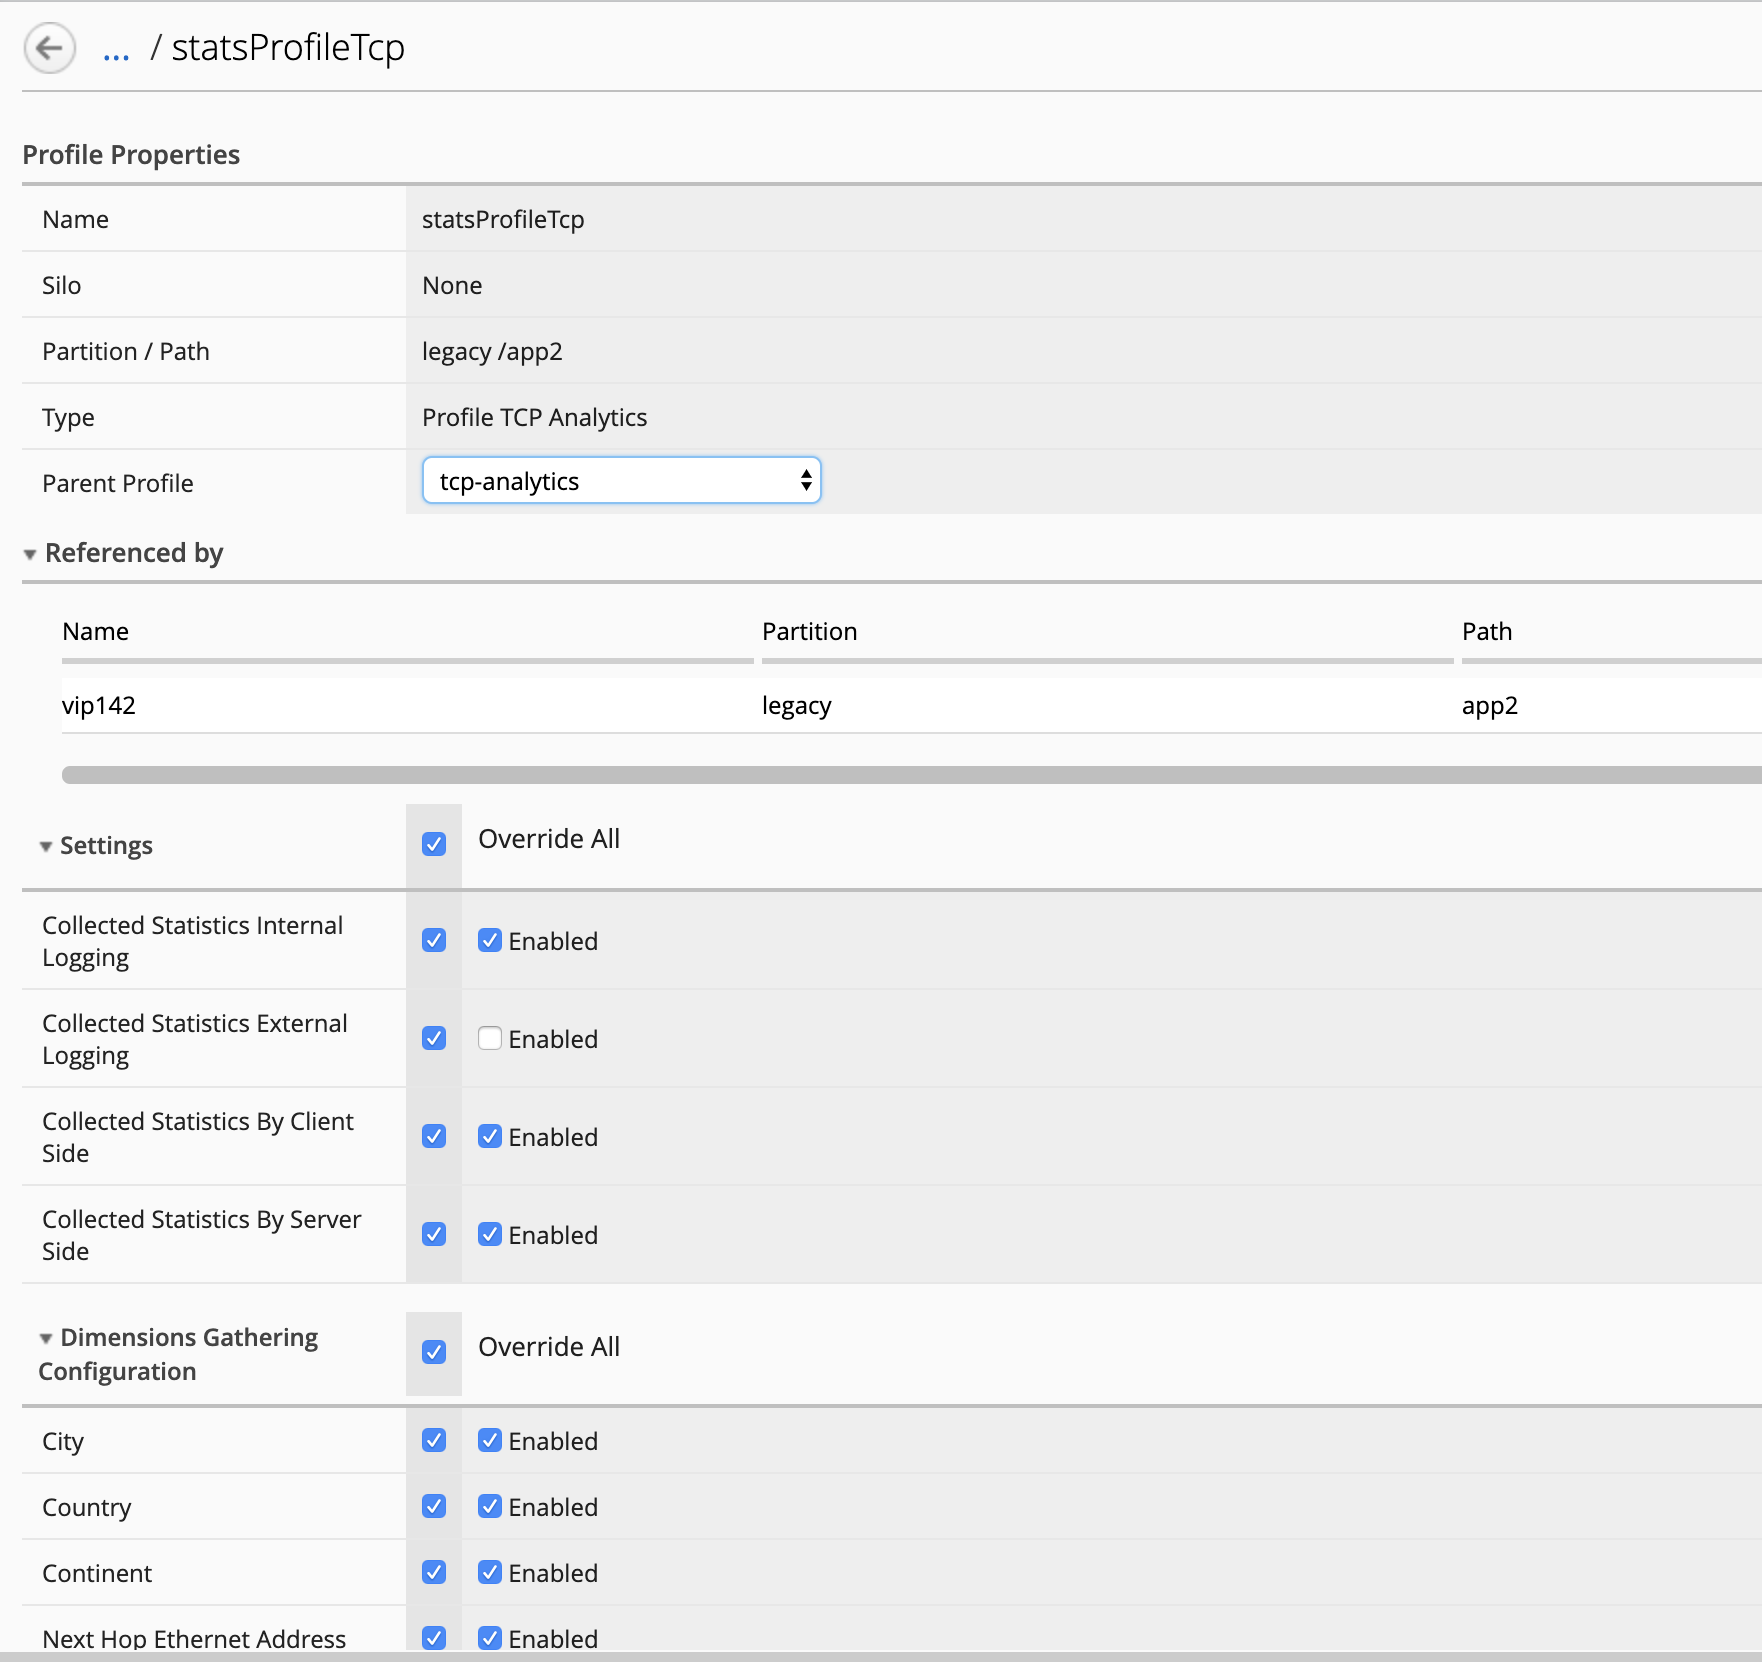 ... / statsProfileTcp
Profile Properties
Name statsProfileTcp
Silo None
Partition / Path legacy /app2
Type Profile TCP Analytics
Parent Profile tcp-analytics
Referenced by
Name Partition Path
vip142 legacy app2
Settings Override All
Collected Statistics Internal
Logging
Enabled
Collected Statistics External
Logging
Enabled
Collected Statistics By Client
Side
Enabled
Collected Statistics By Server
Side
Enabled
Dimensions Gathering
Configuration
Override All
City Enabled
Country Enabled
Continent Enabled
Next Hop Ethernet Address Enabled